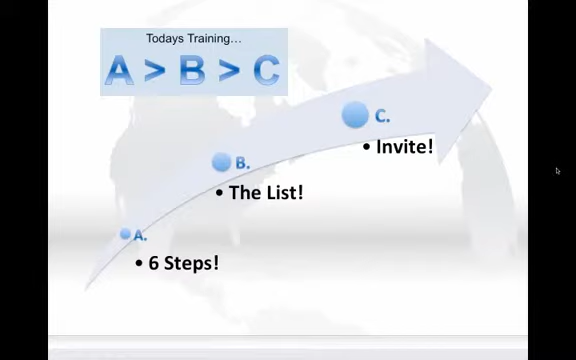 Todays Training...
A > B > C
C.
• Invite!
B.
• The List!
A.
• 6 Steps!